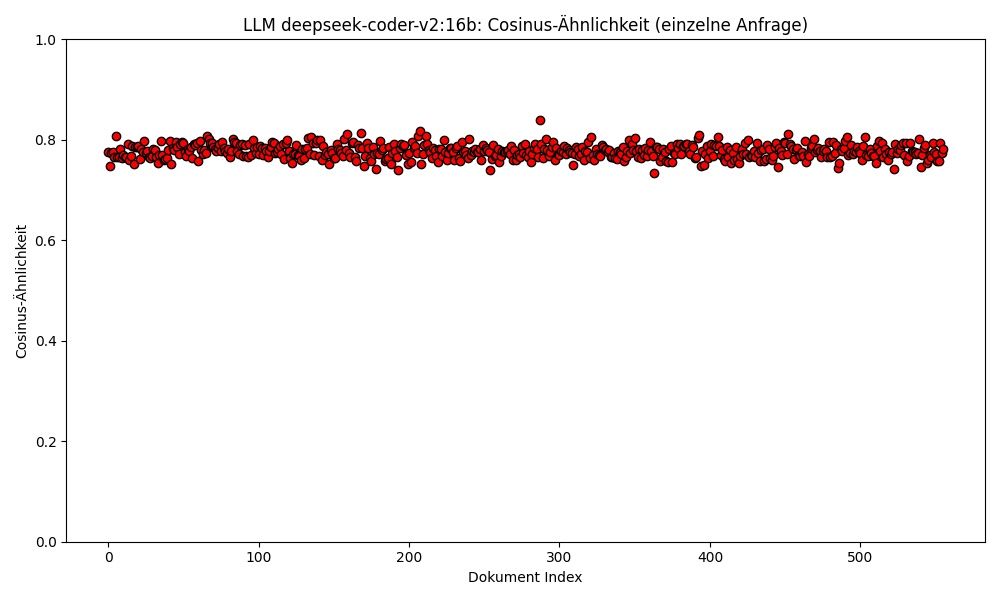 LLM deepseek-coder-v2:16b: Cosinus-Ähnlichkeit (einzelne Anfrage)
1.0
0.8
0.6
0.4
0.2
0.0
Cosinus-Ähnlichkeit
0 100 200 300 400 500
Dokument Index